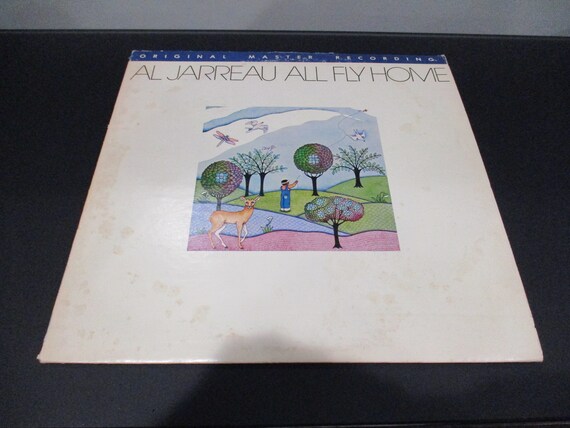 ORIGINAL MASTER RECORDING
AL JARREAU ALL FLY HOME